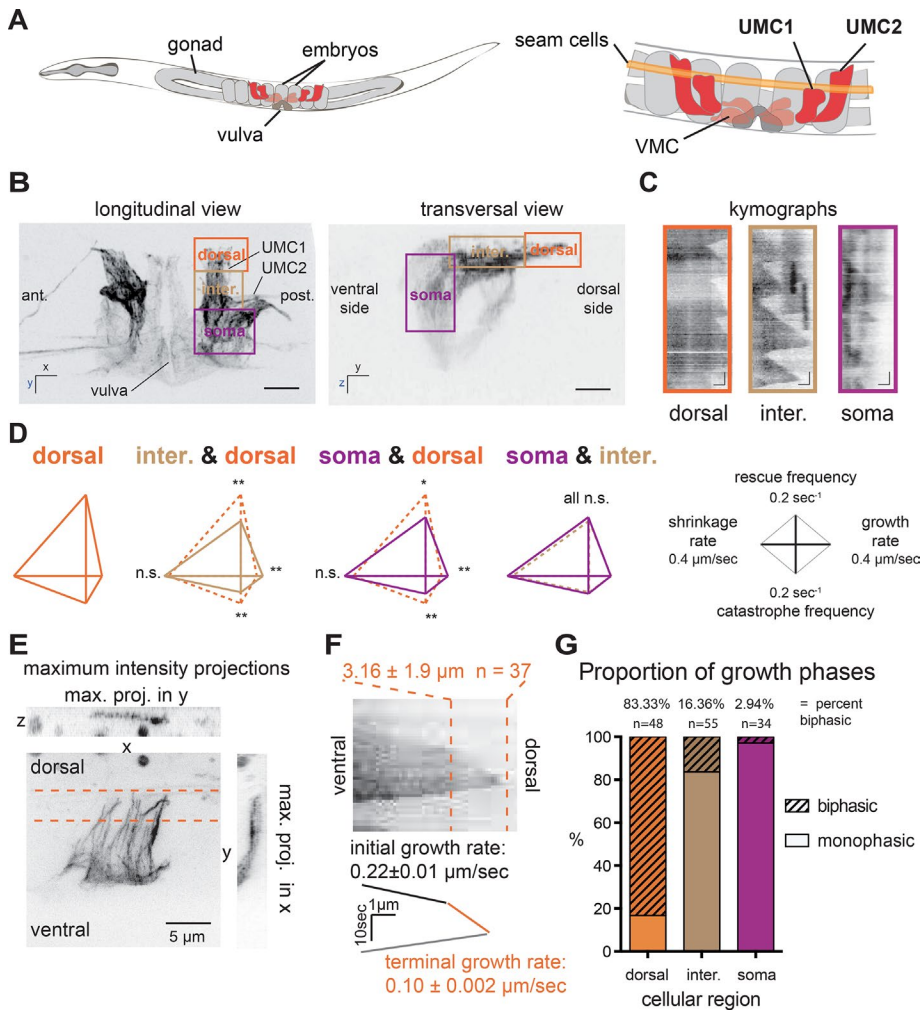 A
gonad
embryos
vulva
seam cells
UMC1
UMC2
VMC
B
longitudinal view
dorsal
UMC1
inter.
UMC2
ant.
post.
soma
x
y
vulva
transversal view
inter.
dorsal
soma
ventral
side
dorsal
side
y
z
C
kymographs
dorsal
inter.
soma
D
dorsal
inter. & dorsal
**
n.s.
**
**
soma & dorsal
*
n.s.
**
**
soma & inter.
all n.s.
rescue frequency
0.2 sec⁻¹
shrinkage
rate
0.4 µm/sec
growth
rate
0.4 µm/sec
0.2 sec⁻¹
catastrophe frequency
E
maximum intensity projections
max. proj. in y
z
x
dorsal
y
max. proj. in x
ventral
5 µm
F
3.16 ± 1.9 µm n = 37
ventral
dorsal
initial growth rate:
0.22±0.01 µm/sec
1µm
10sec
terminal growth rate:
0.10 ± 0.002 µm/sec
G
Proportion of growth phases
83.33% 16.36% 2.94% = percent
n=48 n=55 n=34 biphasic
100
80
60
%
40
20
0
biphasic
monophasic
dorsal inter. soma
cellular region